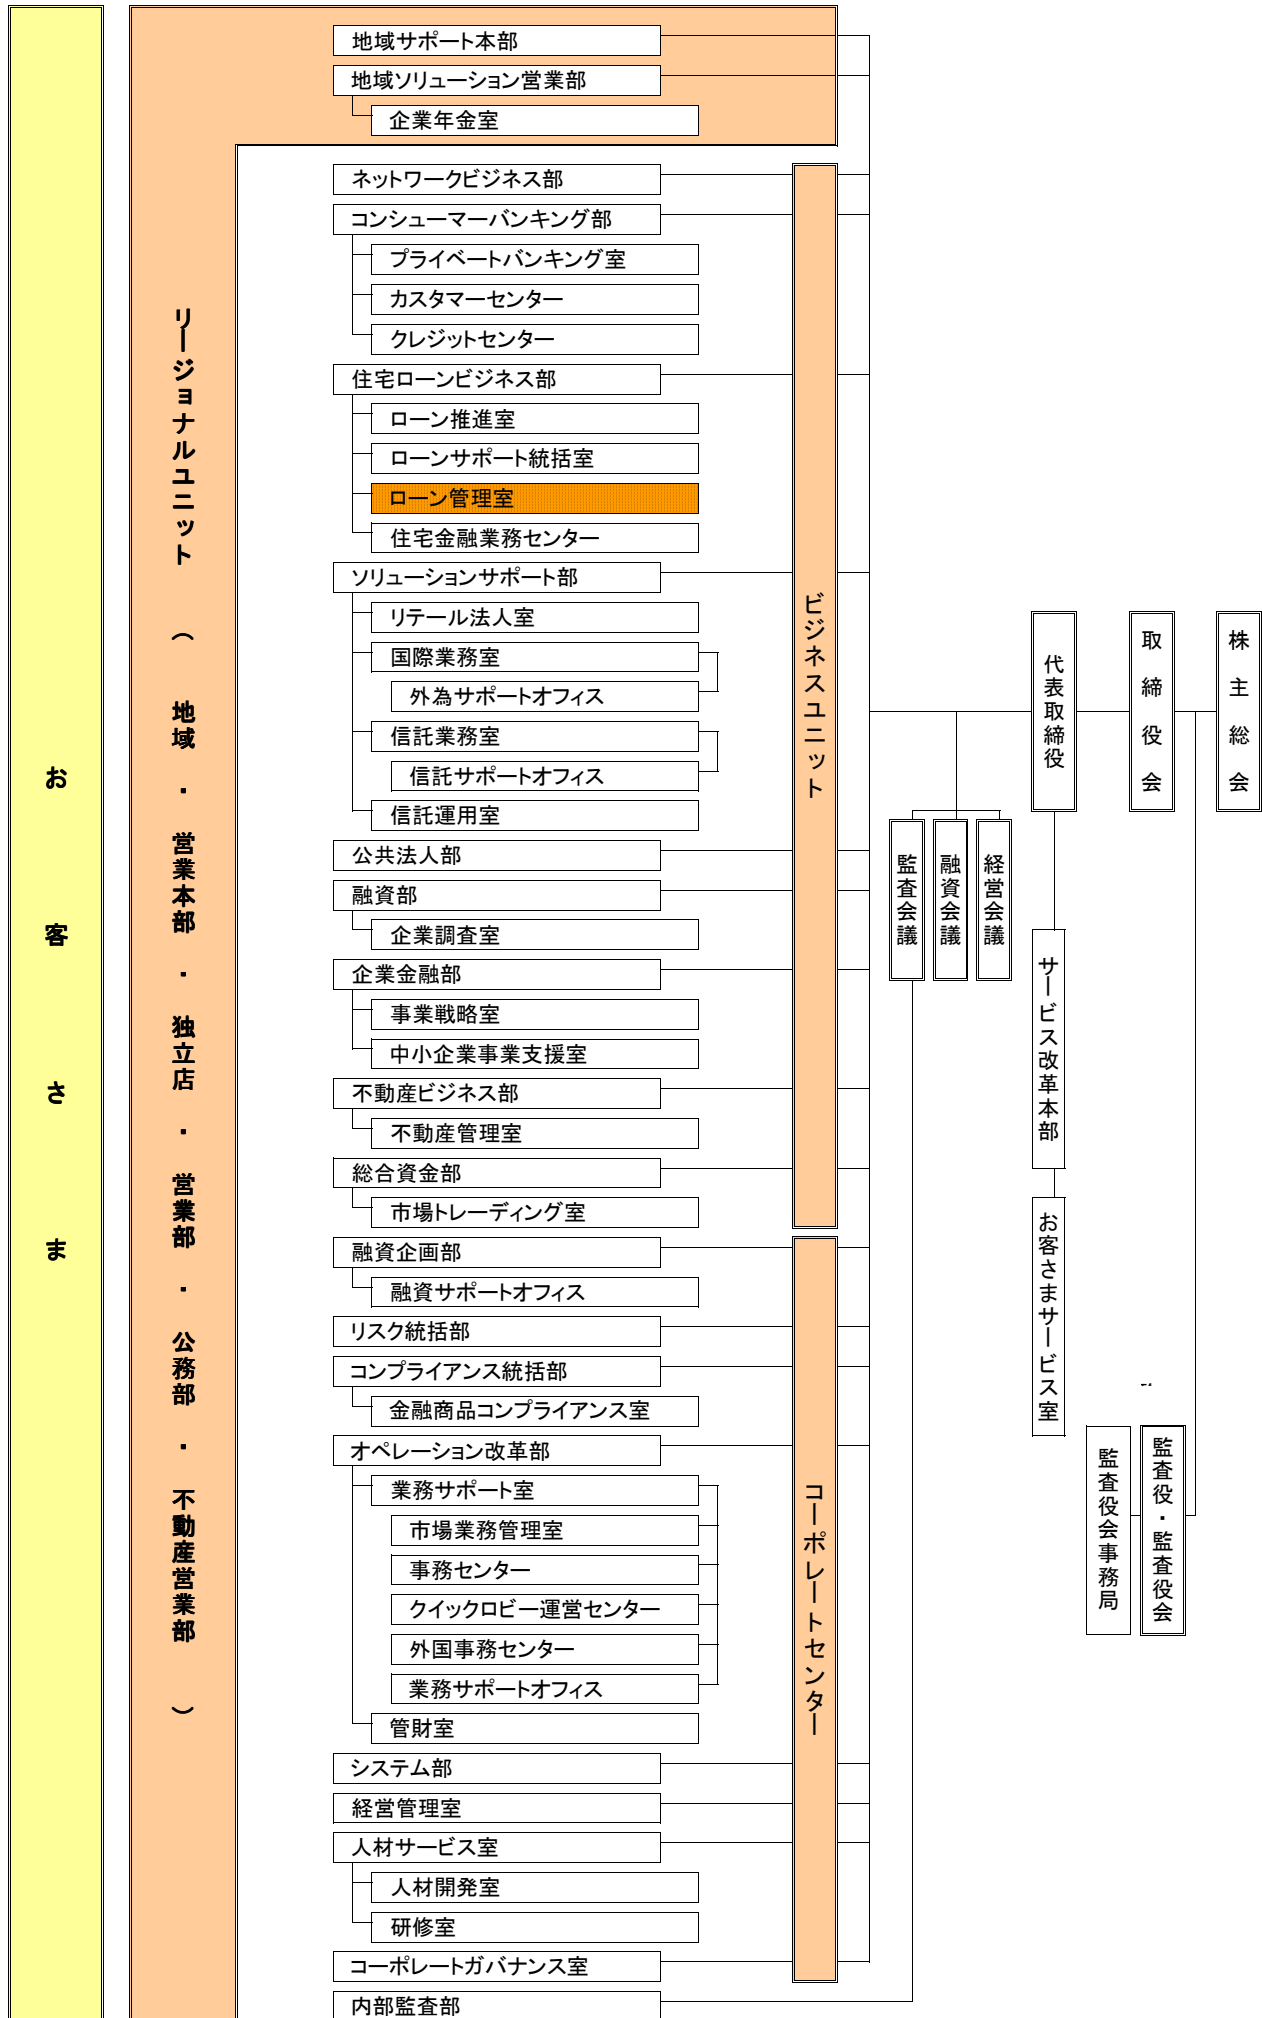 お客さま
リージョナルユニット（地域・営業本部・独立店・営業部・公務部・不動産営業部）
地域サポート本部
地域ソリューション営業部
企業年金室
ネットワークビジネス部
コンシューマーバンキング部
プライベートバンキング室
カスタマーセンター
クレジットセンター
住宅ローンビジネス部
ローン推進室
ローンサポート統括室
ローン管理室
住宅金融業務センター
ソリューションサポート部
リテール法人室
国際業務室
外為サポートオフィス
信託業務室
信託サポートオフィス
信託運用室
公共法人部
融資部
企業調査室
企業金融部
事業戦略室
中小企業事業支援室
不動産ビジネス部
不動産管理室
総合資金部
市場トレーディング室
融資企画部
融資サポートオフィス
リスク統括部
コンプライアンス統括部
金融商品コンプライアンス室
オペレーション改革部
業務サポート室
市場業務管理室
事務センター
クイックロビー運営センター
外国事務センター
業務サポートオフィス
管財室
システム部
経営管理室
人材サービス室
人材開発室
研修室
コーポレートガバナンス室
内部監査部
ビジネスユニット
コーポレートセンター
監査会議
融資会議
経営会議
代表取締役
サービス改革本部
お客さまサービス室
取締役会
株主総会
監査役会事務局
監査役・監査役会